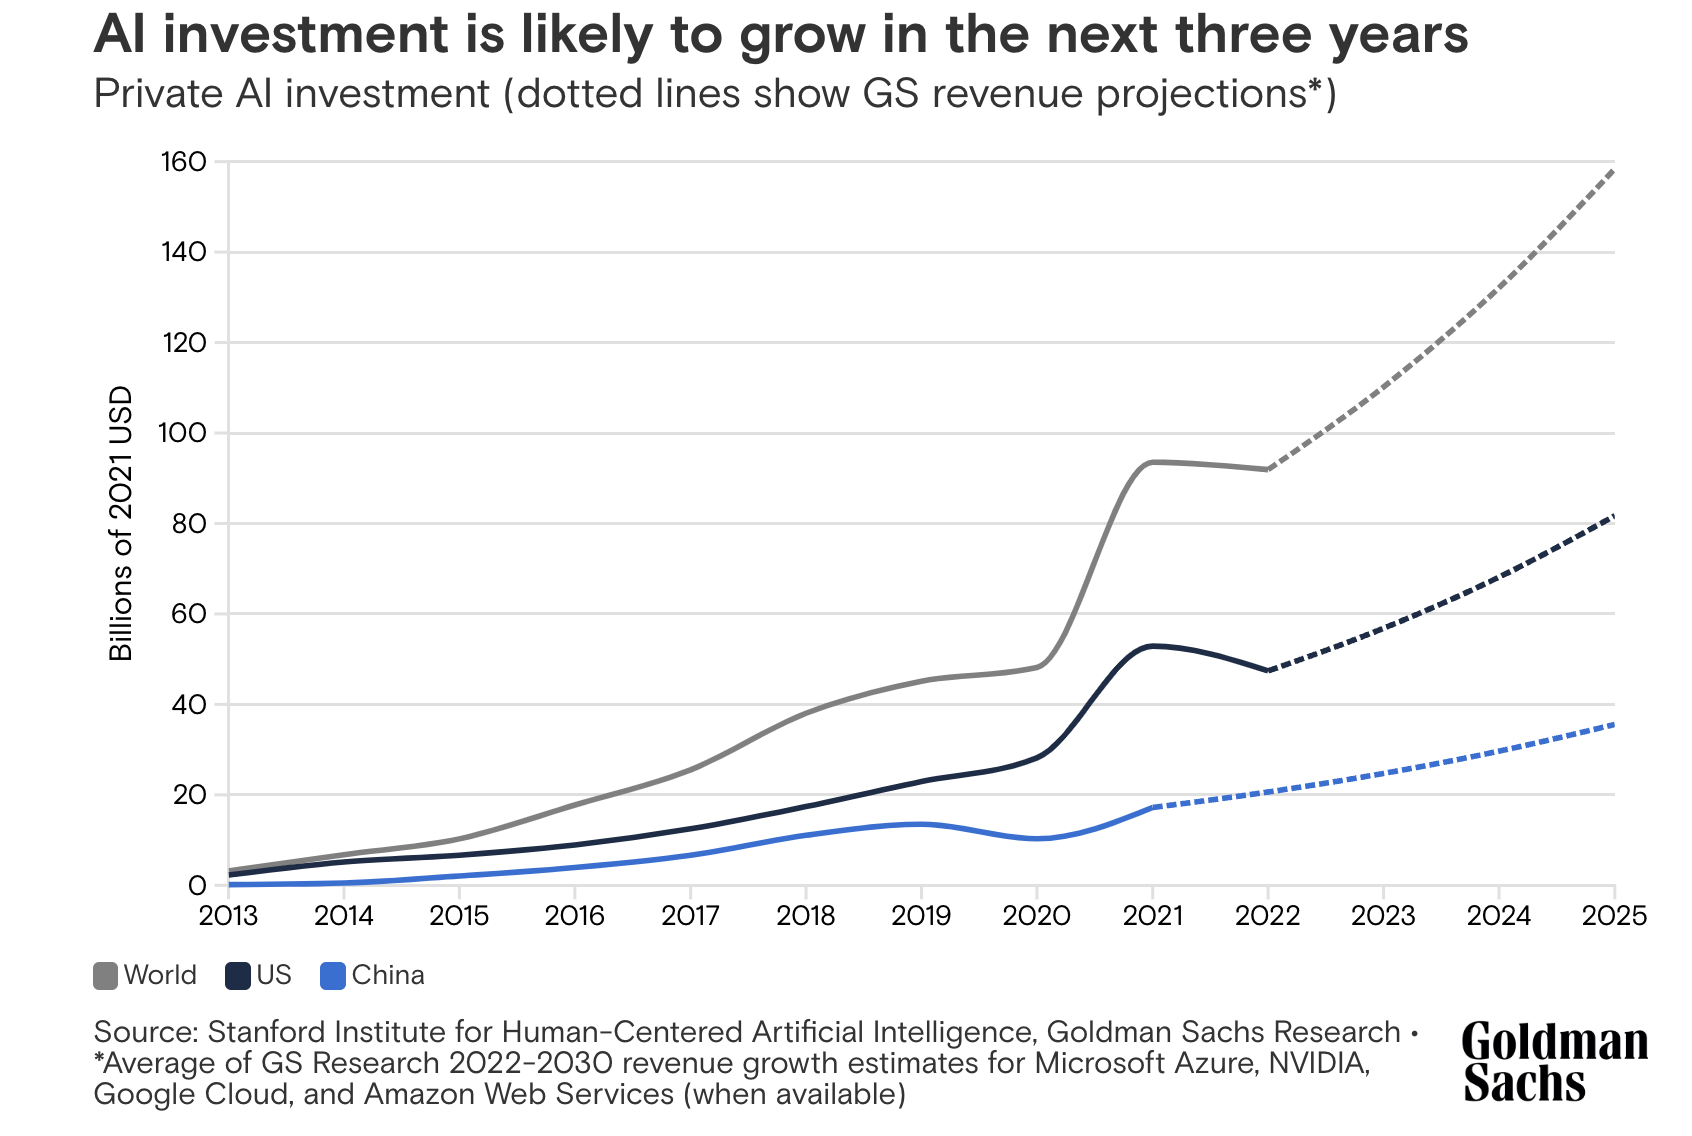 AI investment is likely to grow in the next three years
Private AI investment (dotted lines show GS revenue projections*)
Billions of 2021 USD
160
140
120
100
80
60
40
20
0
2013 2014 2015 2016 2017 2018 2019 2020 2021 2022 2023 2024 2025
World US China
Source: Stanford Institute for Human-Centered Artificial Intelligence, Goldman Sachs Research •
*Average of GS Research 2022-2030 revenue growth estimates for Microsoft Azure, NVIDIA,
Google Cloud, and Amazon Web Services (when available)
Goldman
Sachs